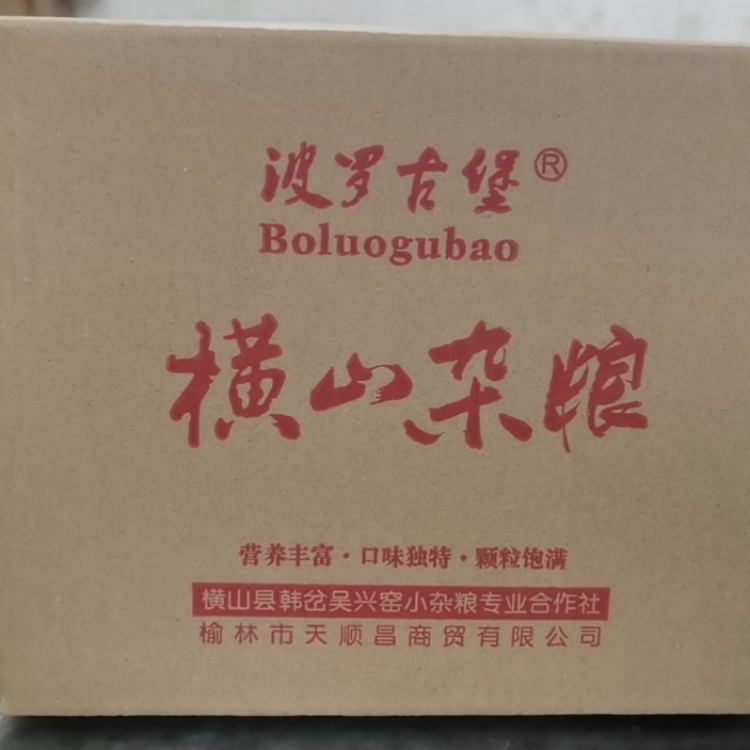 波罗古堡®
Boluogubao
横山杂粮
营养丰富·口味独特·颗粒饱满
横山县韩岔吴兴窑小杂粮专业合作社
榆林市天顺昌商贸有限公司